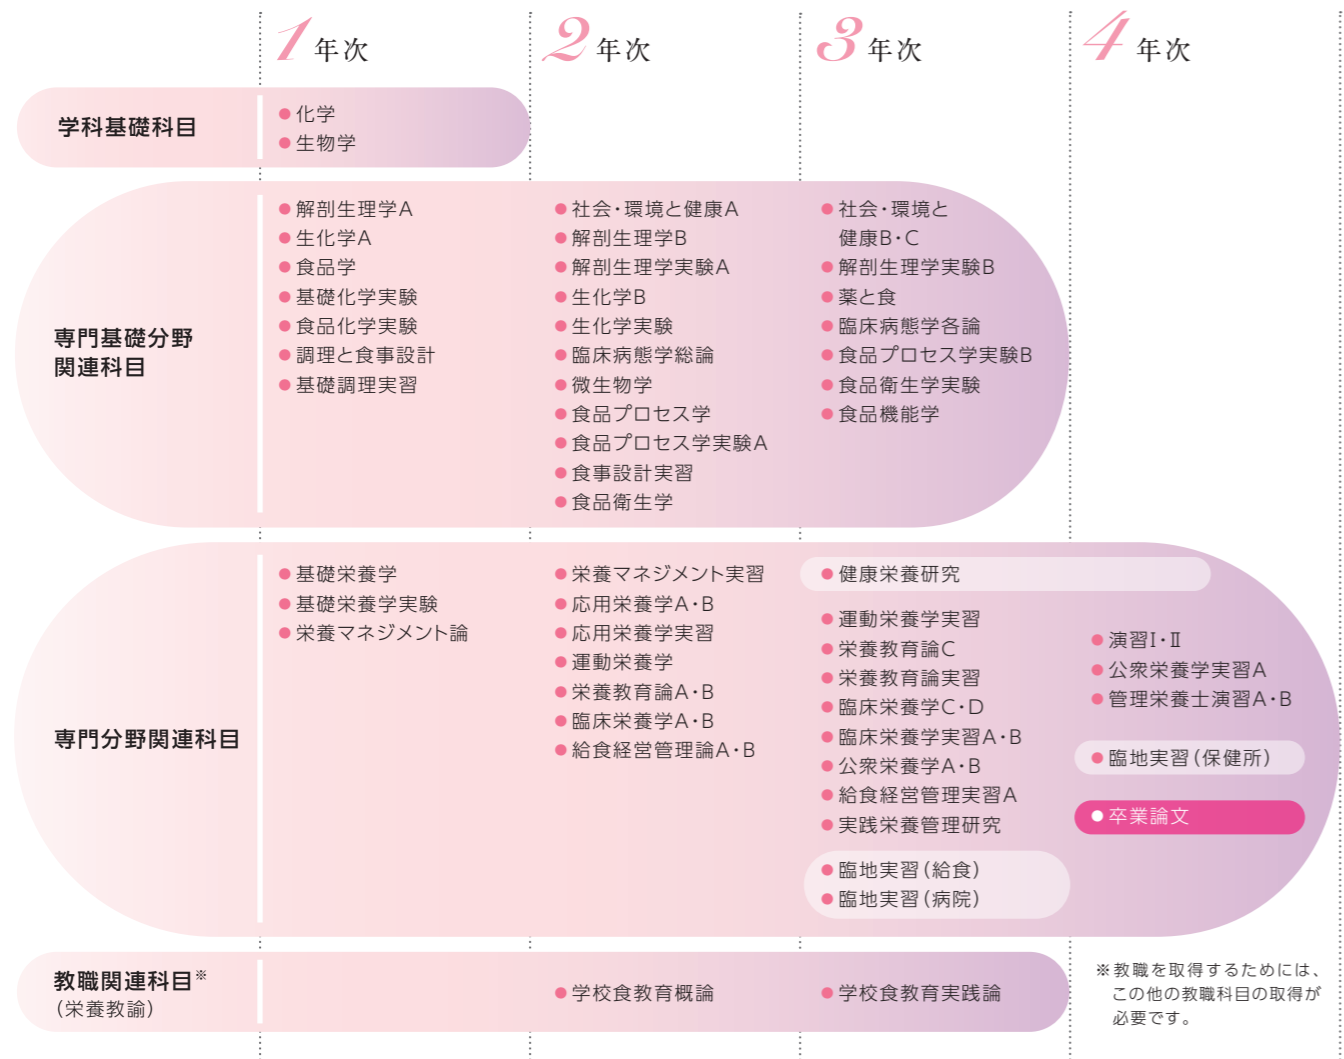 1年次
2年次
3年次
4年次
学科基礎科目
●化学
●生物学
専門基礎分野
関連科目
●解剖生理学A
●生化学A
●食品学
●基礎化学実験
●食品化学実験
●調理と食事設計
●基礎調理実習
●社会・環境と健康A
●解剖生理学B
●解剖生理学実験A
●生化学B
●生化学実験
●臨床病態学総論
●微生物学
●食品プロセス学
●食品プロセス学実験A
●食事設計実習
●食品衛生学
●社会・環境と
健康B・C
●解剖生理学実験B
●薬と食
●臨床病態学各論
●食品プロセス学実験B
●食品衛生学実験
●食品機能学
専門分野関連科目
●基礎栄養学
●基礎栄養学実験
●栄養マネジメント論
●栄養マネジメント実習
●応用栄養学A・B
●応用栄養学実習
●運動栄養学
●栄養教育論A・B
●臨床栄養学A・B
●給食経営管理論A・B
●健康栄養研究
●運動栄養学実習
●栄養教育論C
●栄養教育論実習
●臨床栄養学C・D
●臨床栄養学実習A・B
●公衆栄養学A・B
●給食経営管理実習A
●実践栄養管理研究
●臨地実習(給食)
●臨地実習(病院)
●演習Ⅰ・Ⅱ
●公衆栄養学実習A
●管理栄養士演習A・B
●臨地実習(保健所)
●卒業論文
教職関連科目※
(栄養教諭)
●学校食教育概論
●学校食教育実践論
※教職を取得するためには、
この他の教職科目の取得が
必要です。